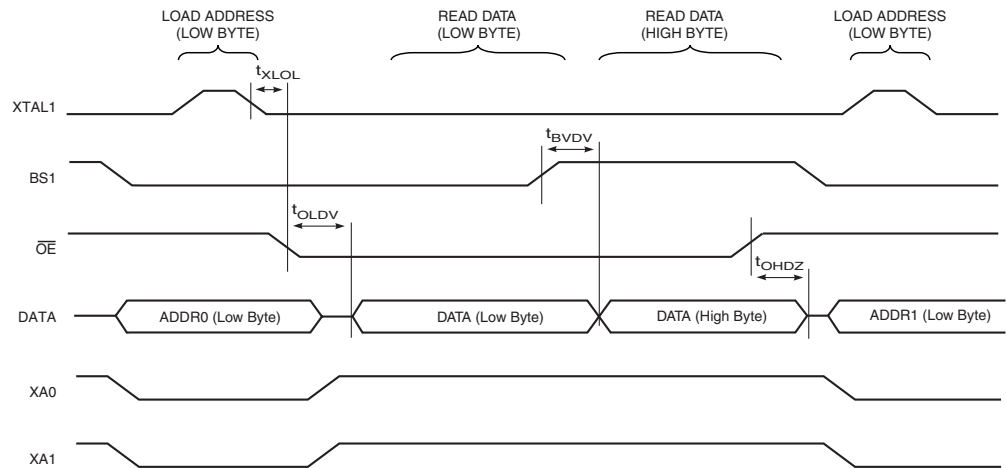 LOAD ADDRESS
(LOW BYTE)
READ DATA
(LOW BYTE)
READ DATA
(HIGH BYTE)
LOAD ADDRESS
(LOW BYTE)
tXLOL
XTAL1
tBVDV
BS1
tOLDV
OE
tOHDZ
DATA
ADDR0 (Low Byte)
DATA (Low Byte)
DATA (High Byte)
ADDR1 (Low Byte)
XA0
XA1